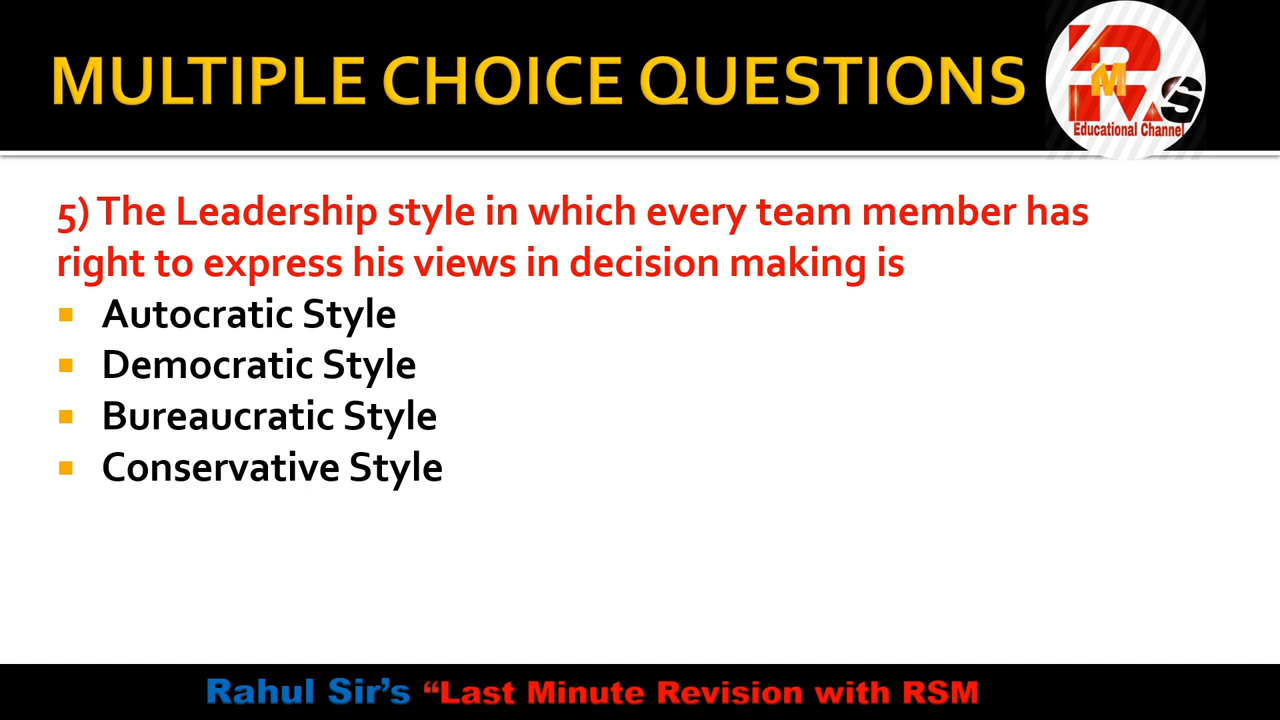 MULTIPLE CHOICE QUESTIONS
RMS
Educational Channel
5) The Leadership style in which every team member has
right to express his views in decision making is
Autocratic Style
Democratic Style
Bureaucratic Style
Conservative Style
Rahul Sir’s “Last Minute Revision with RSM